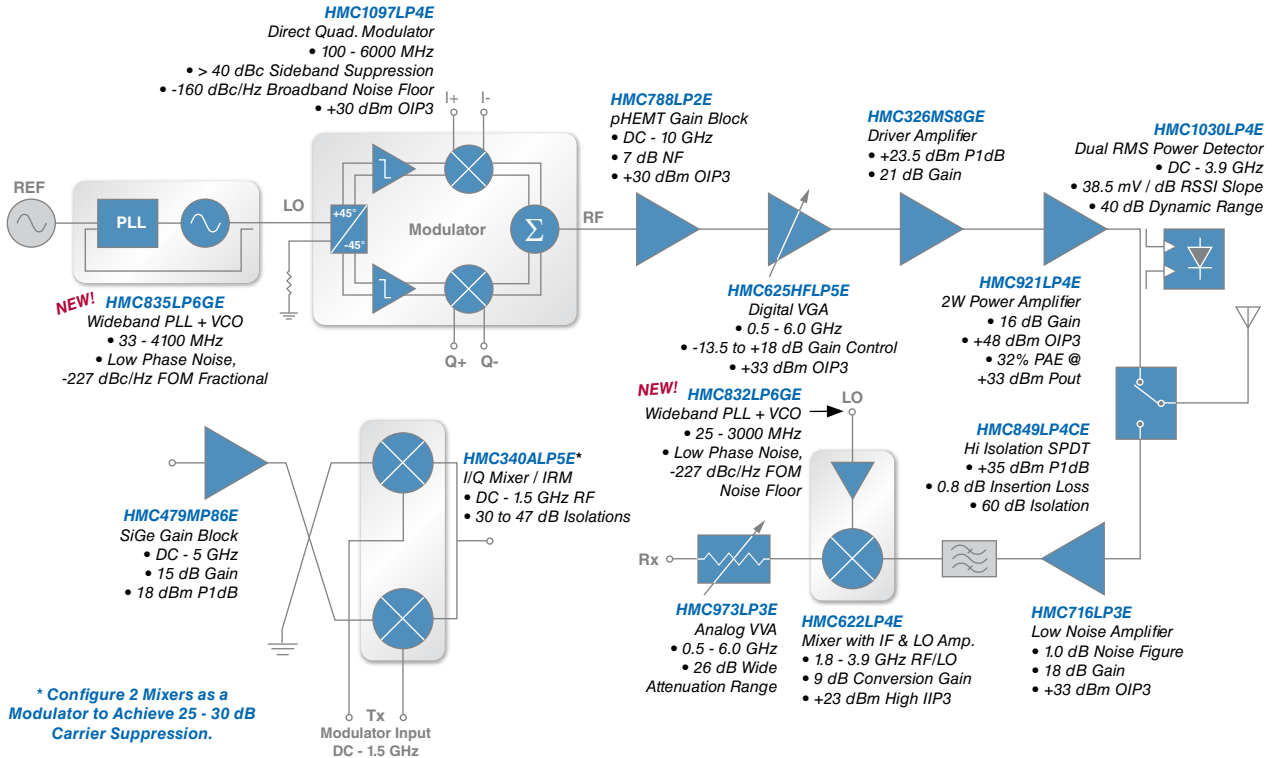 HMC1097LP4E
Direct Quad. Modulator
• 100 - 6000 MHz
• > 40 dBc Sideband Suppression
• -160 dBc/Hz Broadband Noise Floor
• +30 dBm OIP3
I+ I-
HMC788LP2E
pHEMT Gain Block
• DC - 10 GHz
• 7 dB NF
• +30 dBm OIP3
HMC326MS8GE
Driver Amplifier
• +23.5 dBm P1dB
• 21 dB Gain
HMC1030LP4E
Dual RMS Power Detector
• DC - 3.9 GHz
• 38.5 mV / dB RSSI Slope
• 40 dB Dynamic Range
REF
PLL
LO
+45°
-45°
Modulator
Σ
RF
Q+ Q-
NEW!
HMC835LP6GE
Wideband PLL + VCO
• 33 - 4100 MHz
• Low Phase Noise,
-227 dBc/Hz FOM Fractional
HMC625HFLP5E
Digital VGA
• 0.5 - 6.0 GHz
• -13.5 to +18 dB Gain Control
• +33 dBm OIP3
HMC921LP4E
2W Power Amplifier
• 16 dB Gain
• +48 dBm OIP3
• 32% PAE @
+33 dBm Pout
NEW!
HMC832LP6GE
Wideband PLL + VCO
• 25 - 3000 MHz
• Low Phase Noise,
-227 dBc/Hz FOM
Noise Floor
LO
HMC849LP4CE
Hi Isolation SPDT
• +35 dBm P1dB
• 0.8 dB Insertion Loss
• 60 dB Isolation
HMC479MP86E
SiGe Gain Block
• DC - 5 GHz
• 15 dB Gain
• 18 dBm P1dB
HMC340ALP5E*
I/Q Mixer / IRM
• DC - 1.5 GHz RF
• 30 to 47 dB Isolations
Rx
HMC973LP3E
Analog VVA
• 0.5 - 6.0 GHz
• 26 dB Wide
Attenuation Range
HMC622LP4E
Mixer with IF & LO Amp.
• 1.8 - 3.9 GHz RF/LO
• 9 dB Conversion Gain
• +23 dBm High IIP3
HMC716LP3E
Low Noise Amplifier
• 1.0 dB Noise Figure
• 18 dB Gain
• +33 dBm OIP3
* Configure 2 Mixers as a
Modulator to Achieve 25 - 30 dB
Carrier Suppression.
Tx
Modulator Input
DC - 1.5 GHz